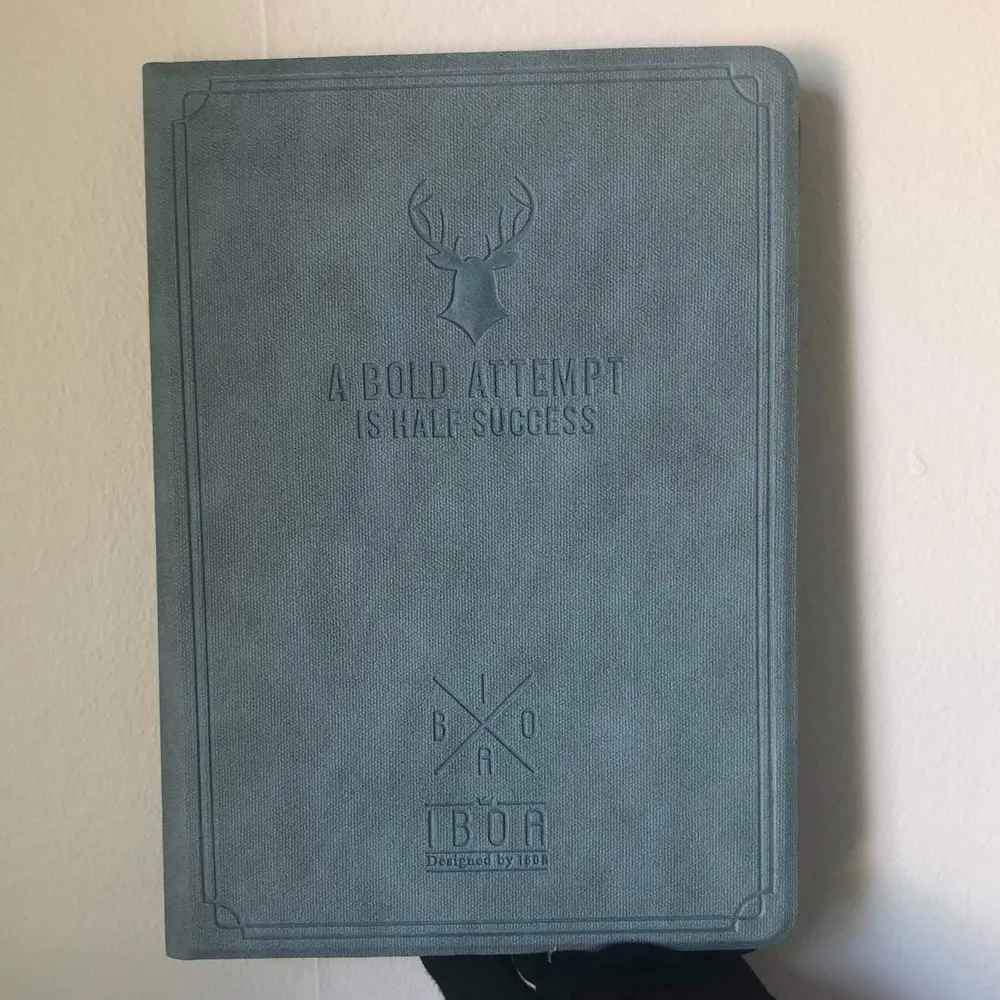 A BOLD ATTEMPT
IS HALF SUCCESS
I
B O
A
IBOA
Designed by IBOA